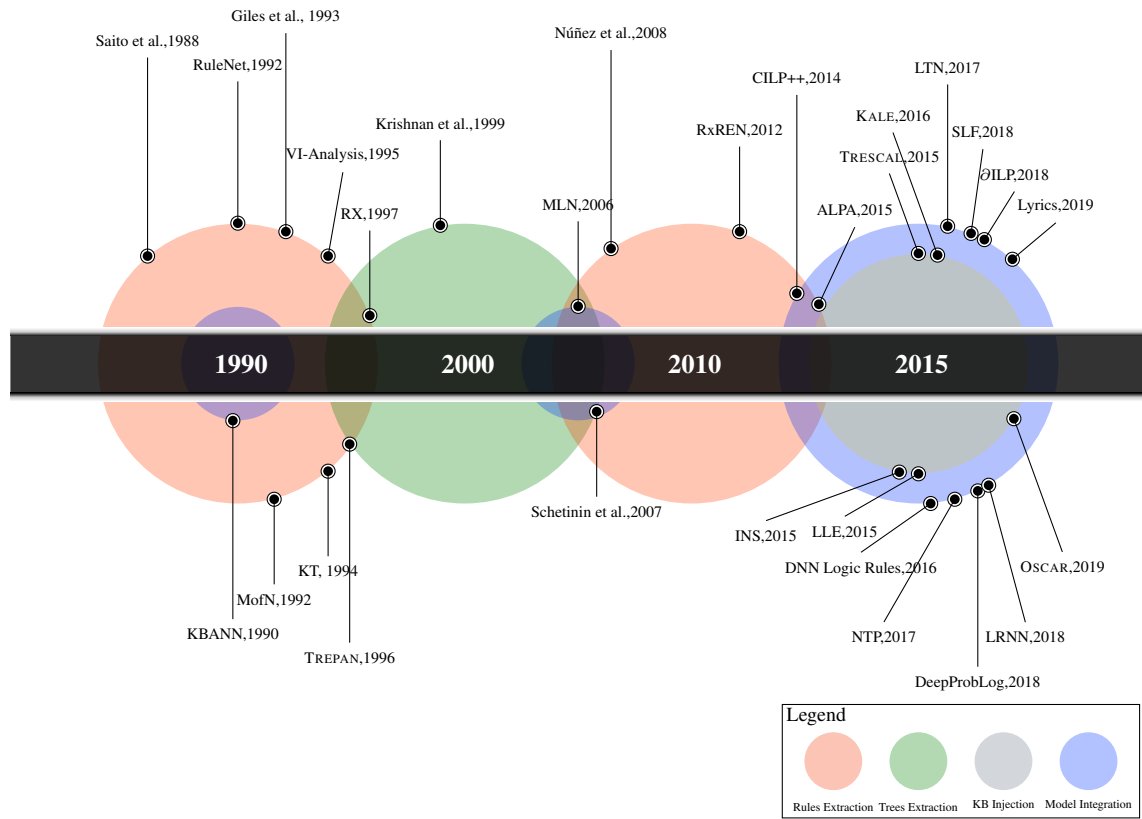 Giles et al., 1993
Saito et al.,1988
Núñez et al.,2008
RuleNet,1992
LTN,2017
CILP++,2014
KALE,2016
Krishnan et al.,1999
RxREN,2012
SLF,2018
VI-Analysis,1995
TRESCAL,2015
∂ILP,2018
MLN,2006
Lyrics,2019
RX,1997
ALPA,2015
1990
2000
2010
2015
Schetinin et al.,2007
INS,2015
LLE,2015
DNN Logic Rules,2016
OSCAR,2019
KT, 1994
MofN,1992
KBANN,1990
NTP,2017
LRNN,2018
TREPAN,1996
DeepProbLog,2018
Legend
Rules Extraction
Trees Extraction
KB Injection
Model Integration